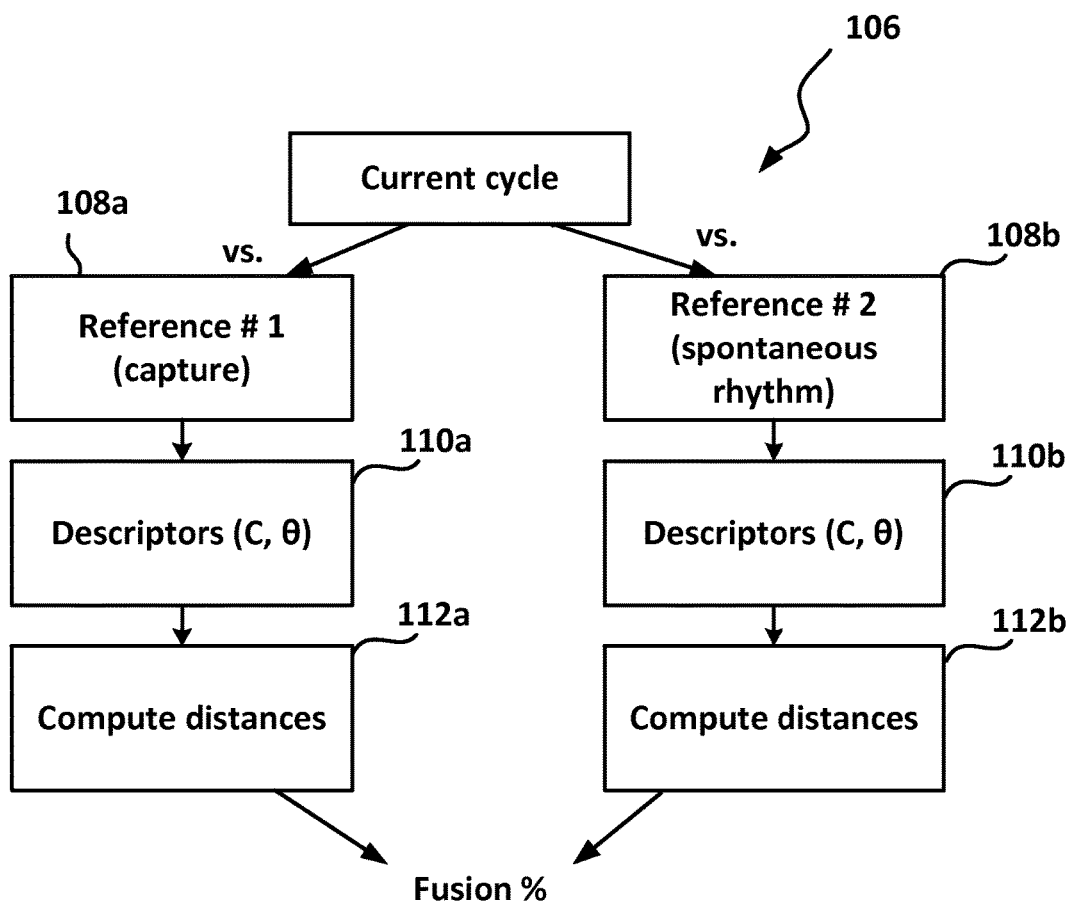 106
Current cycle
108a
vs.
vs.
108b
Reference # 1
(capture)
Reference # 2
(spontaneous
rhythm)
110a
110b
Descriptors (C, θ)
Descriptors (C, θ)
112a
112b
Compute distances
Compute distances
Fusion %